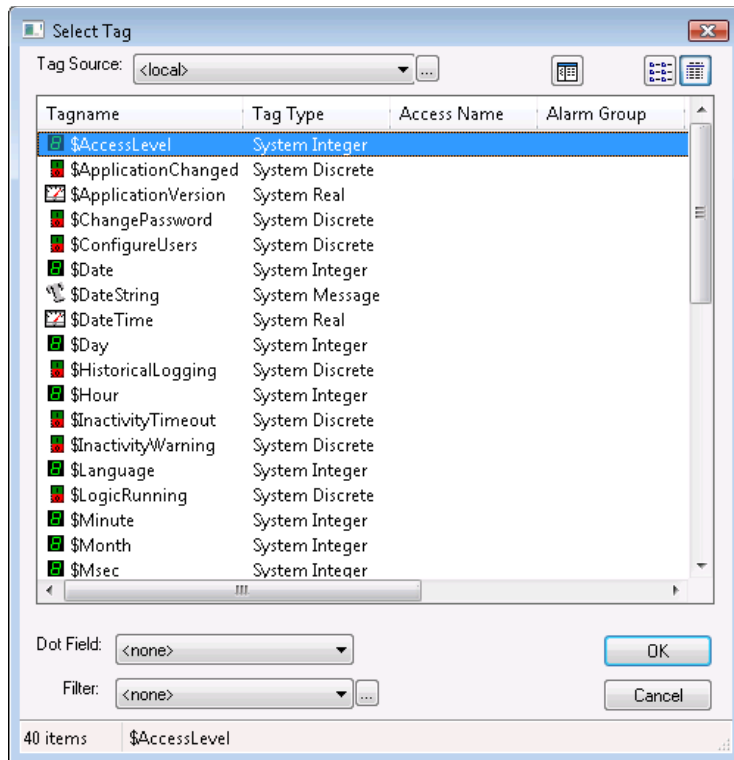 Select Tag
Tag Source: <local> ...
Tagname Tag Type Access Name Alarm Group
$AccessLevel System Integer
$ApplicationChanged System Discrete
$ApplicationVersion System Real
$ChangePassword System Discrete
$ConfigureUsers System Discrete
$Date System Integer
$DateString System Message
$DateTime System Real
$Day System Integer
$HistoricalLogging System Discrete
$Hour System Integer
$InactivityTimeout System Discrete
$InactivityWarning System Discrete
$Language System Integer
$LogicRunning System Discrete
$Minute System Integer
$Month System Integer
$Msec System Integer
Dot Field: <none> OK
Filter: <none> ... Cancel
40 items $AccessLevel